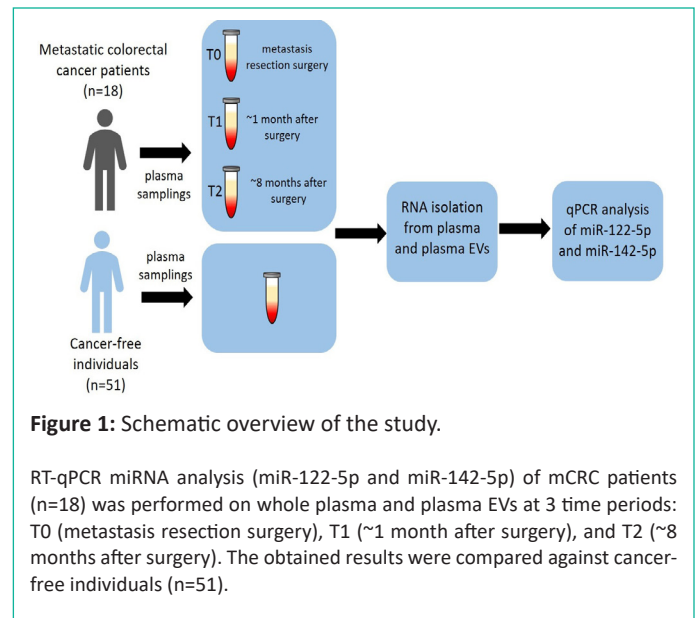 Metastatic colorectal
cancer patients
(n=18)
plasma
samplings
T0
metastasis
resection surgery
T1
~1 month after
surgery
T2
~8 months after
surgery
Cancer-free
individuals
(n=51)
plasma
samplings
RNA isolation
from plasma
and plasma EVs
qPCR analysis
of miR-122-5p
and miR-142-5p
Figure 1: Schematic overview of the study.
RT-qPCR miRNA analysis (miR-122-5p and miR-142-5p) of mCRC patients
(n=18) was performed on whole plasma and plasma EVs at 3 time periods:
T0 (metastasis resection surgery), T1 (~1 month after surgery), and T2 (~8
months after surgery). The obtained results were compared against cancer-
free individuals (n=51).